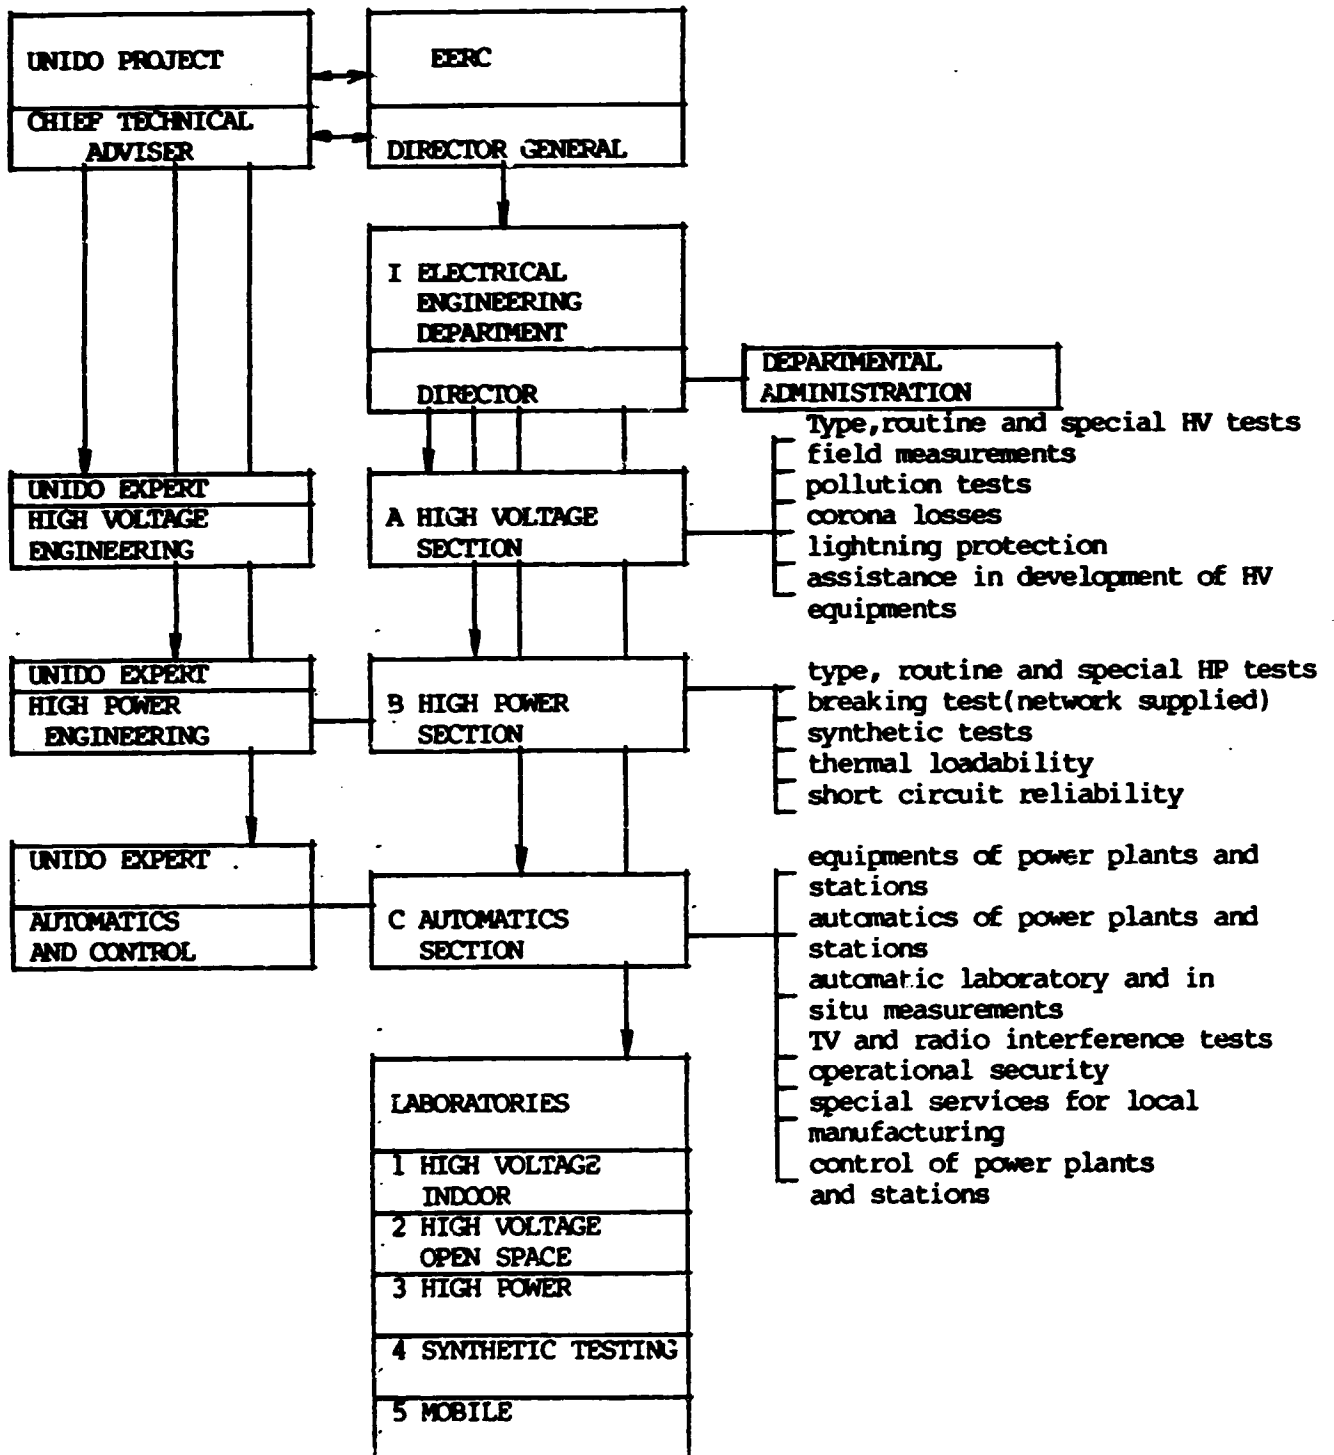 UNIDO PROJECT
CHIEF TECHNICAL
ADVISER
EERC
DIRECTOR GENERAL
I ELECTRICAL
ENGINEERING
DEPARTMENT
DIRECTOR
DEPARTMENTAL
ADMINISTRATION
UNIDO EXPERT
HIGH VOLTAGE
ENGINEERING
A HIGH VOLTAGE
SECTION
Type,routine and special HV tests
field measurements
pollution tests
corona losses
lightning protection
assistance in development of HV
equipments
UNIDO EXPERT
HIGH POWER
ENGINEERING
B HIGH POWER
SECTION
type, routine and special HP tests
breaking test(network supplied)
synthetic tests
thermal loadability
short circuit reliability
UNIDO EXPERT
AUTOMATICS
AND CONTROL
C AUTOMATICS
SECTION
equipments of power plants and
stations
automatics of power plants and
stations
automatic laboratory and in
situ measurements
TV and radio interference tests
operational security
special services for local
manufacturing
control of power plants
and stations
LABORATORIES
1 HIGH VOLTAGE
INDOOR
2 HIGH VOLTAGE
OPEN SPACE
3 HIGH POWER
4 SYNTHETIC TESTING
5 MOBILE